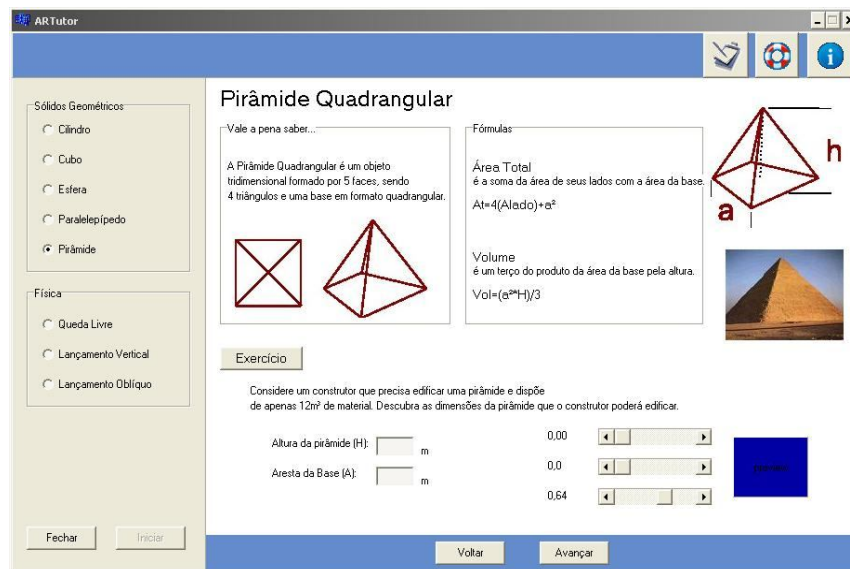 ARTutor
Sólidos Geométricos
Cilindro
Cubo
Esfera
Paralelepípedo
Pirâmide
Física
Queda Livre
Lançamento Vertical
Lançamento Oblíquo
Fechar
Iniciar
Pirâmide Quadrangular
Vale a pena saber...
A Pirâmide Quadrangular é um objeto
tridimensional formado por 5 faces, sendo
4 triângulos e uma base em formato quadrangular.
Fórmulas
Área Total
é a soma da área de seus lados com a área da base.
At=4(Alado)+a²
Volume
é um terço do produto da área da base pela altura.
Vol=(a²*H)/3
h
a
Exercício
Considere um construtor que precisa edificar uma pirâmide e dispõe
de apenas 12m³ de material. Descubra as dimensões da pirâmide que o construtor poderá edificar.
Altura da pirâmide (H):
m
Aresta da Base (A):
m
0,00
0,0
0,64
Voltar
Avançar